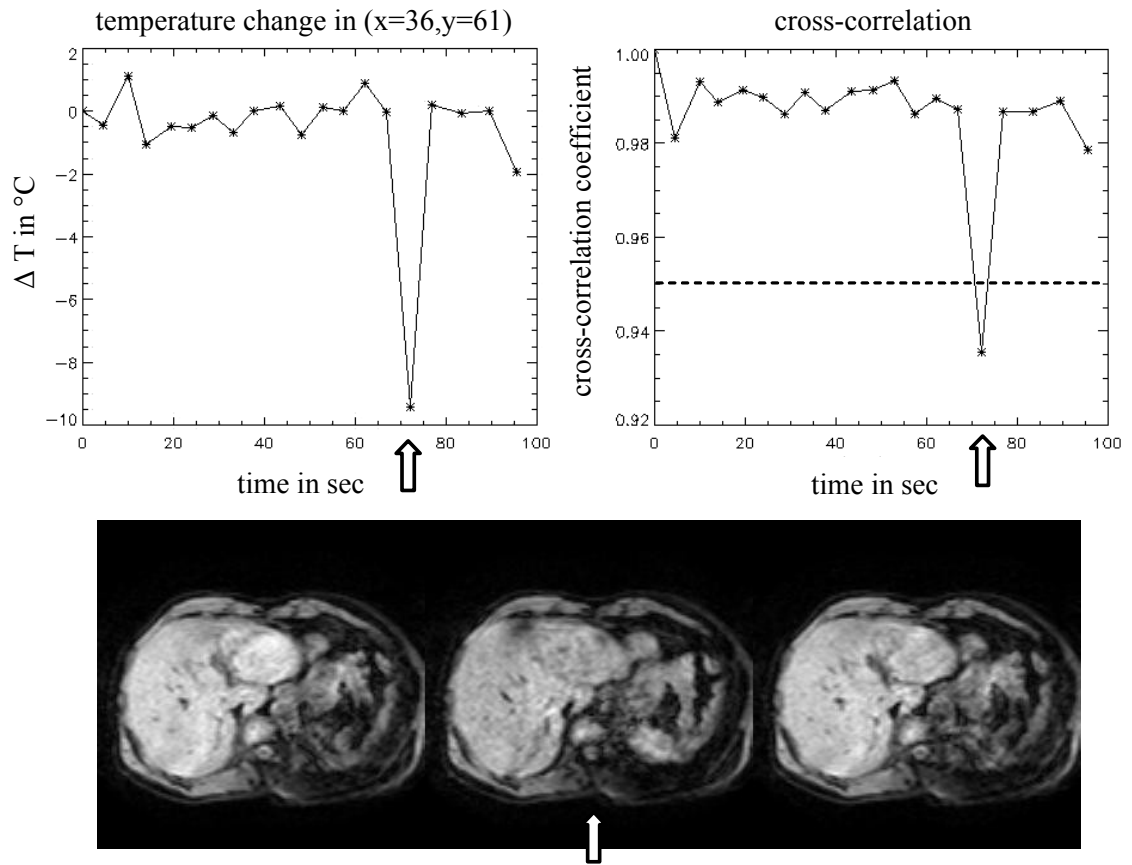 temperature change in (x=36,y=61)
2
0
−2
−4
−6
−8
−10
Δ T in °C
0 20 40 60 80 100
time in sec
cross-correlation
1.00
0.98
0.96
0.94
0.92
cross-correlation coefficient
0 20 40 60 80 100
time in sec